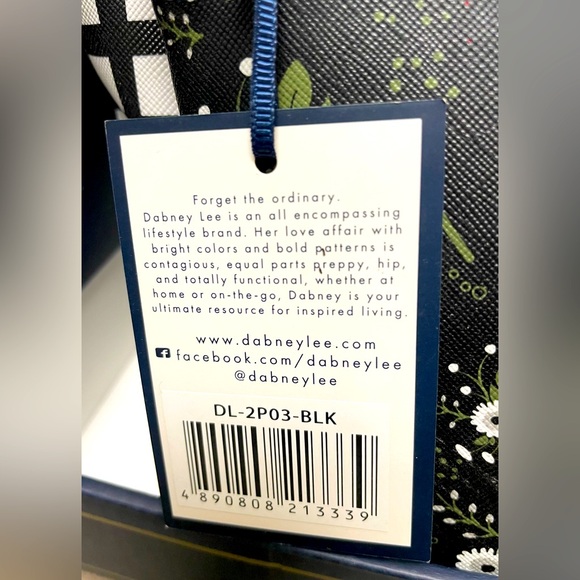 Forget the ordinary.
Dabney Lee is an all encompassing
lifestyle brand. Her love affair with
bright colors and bold patterns is
contagious, equal parts preppy, hip,
and totally functional, whether at
home or on-the-go, Dabney is your
ultimate resource for inspired living.
www.dabneylee.com
facebook.com/dabneylee
@dabneylee
DL-2P03-BLK
4 890808 213339